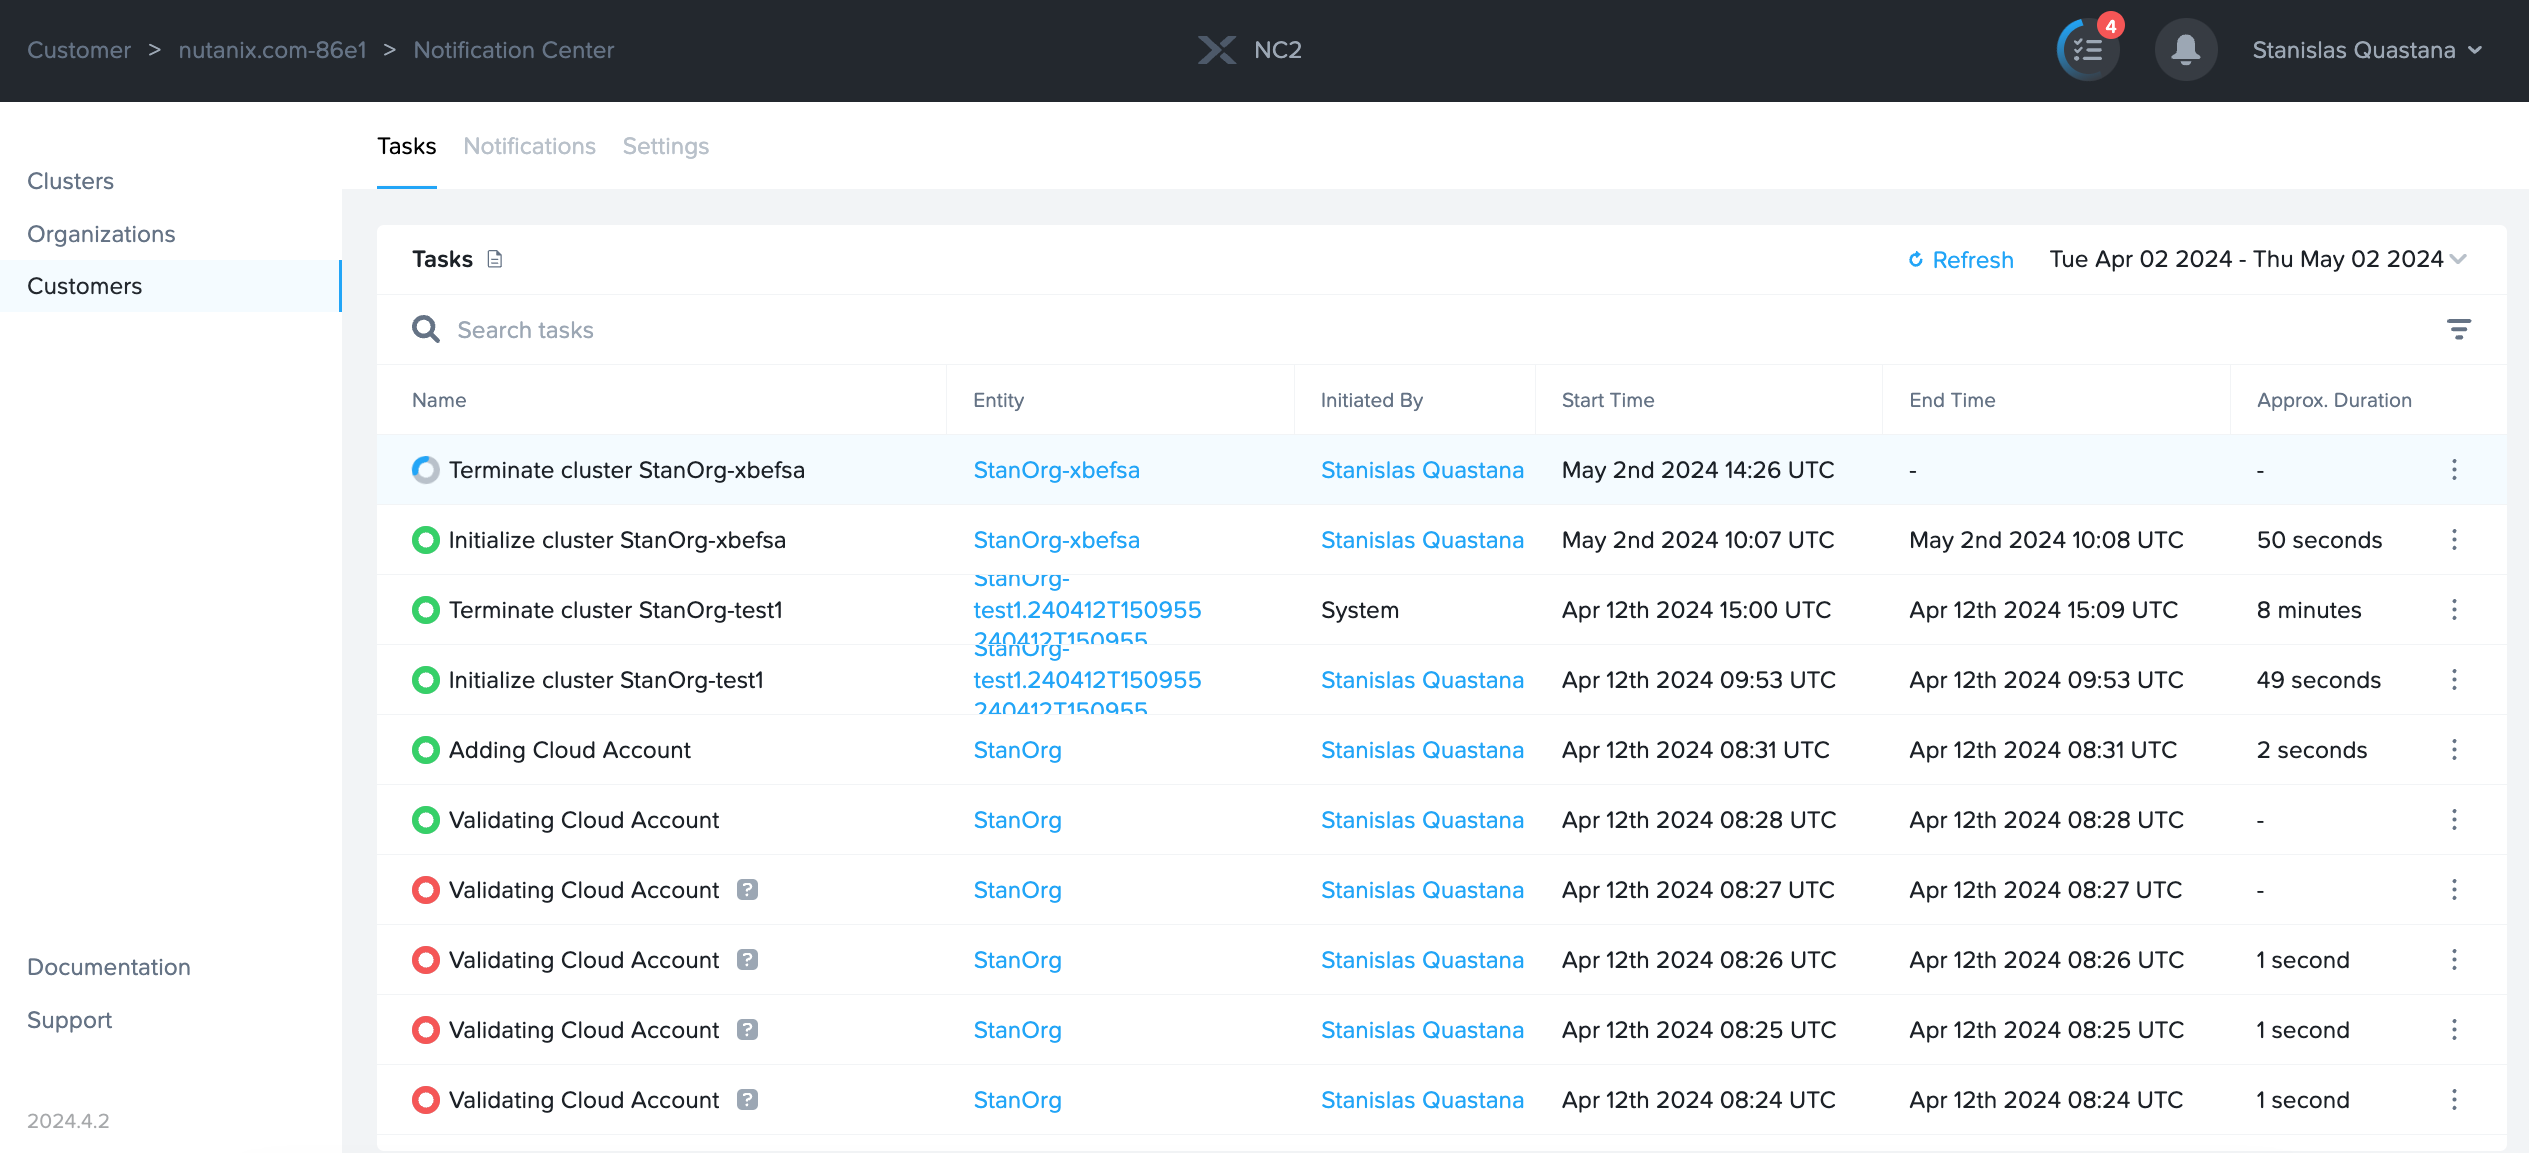 Customer > nutanix.com-86e1 > Notification Center
NC2
4
Stanislas Quastana
Clusters
Organizations
Customers
Documentation
Support
2024.4.2
Tasks Notifications Settings
Tasks
Refresh
Tue Apr 02 2024 - Thu May 02 2024
Search tasks
Name Entity Initiated By Start Time End Time Approx. Duration
Terminate cluster StanOrg-xbefsa StanOrg-xbefsa Stanislas Quastana May 2nd 2024 14:26 UTC - -
Initialize cluster StanOrg-xbefsa StanOrg-xbefsa Stanislas Quastana May 2nd 2024 10:07 UTC May 2nd 2024 10:08 UTC 50 seconds
StanOrg-
Terminate cluster StanOrg-test1 test1.240412T150955 System Apr 12th 2024 15:00 UTC Apr 12th 2024 15:09 UTC 8 minutes
240412T150955
StanOrg-
Initialize cluster StanOrg-test1 test1.240412T150955 Stanislas Quastana Apr 12th 2024 09:53 UTC Apr 12th 2024 09:53 UTC 49 seconds
240412T150955
Adding Cloud Account StanOrg Stanislas Quastana Apr 12th 2024 08:31 UTC Apr 12th 2024 08:31 UTC 2 seconds
Validating Cloud Account StanOrg Stanislas Quastana Apr 12th 2024 08:28 UTC Apr 12th 2024 08:28 UTC -
Validating Cloud Account ? StanOrg Stanislas Quastana Apr 12th 2024 08:27 UTC Apr 12th 2024 08:27 UTC -
Validating Cloud Account ? StanOrg Stanislas Quastana Apr 12th 2024 08:26 UTC Apr 12th 2024 08:26 UTC 1 second
Validating Cloud Account ? StanOrg Stanislas Quastana Apr 12th 2024 08:25 UTC Apr 12th 2024 08:25 UTC 1 second
Validating Cloud Account ? StanOrg Stanislas Quastana Apr 12th 2024 08:24 UTC Apr 12th 2024 08:24 UTC 1 second